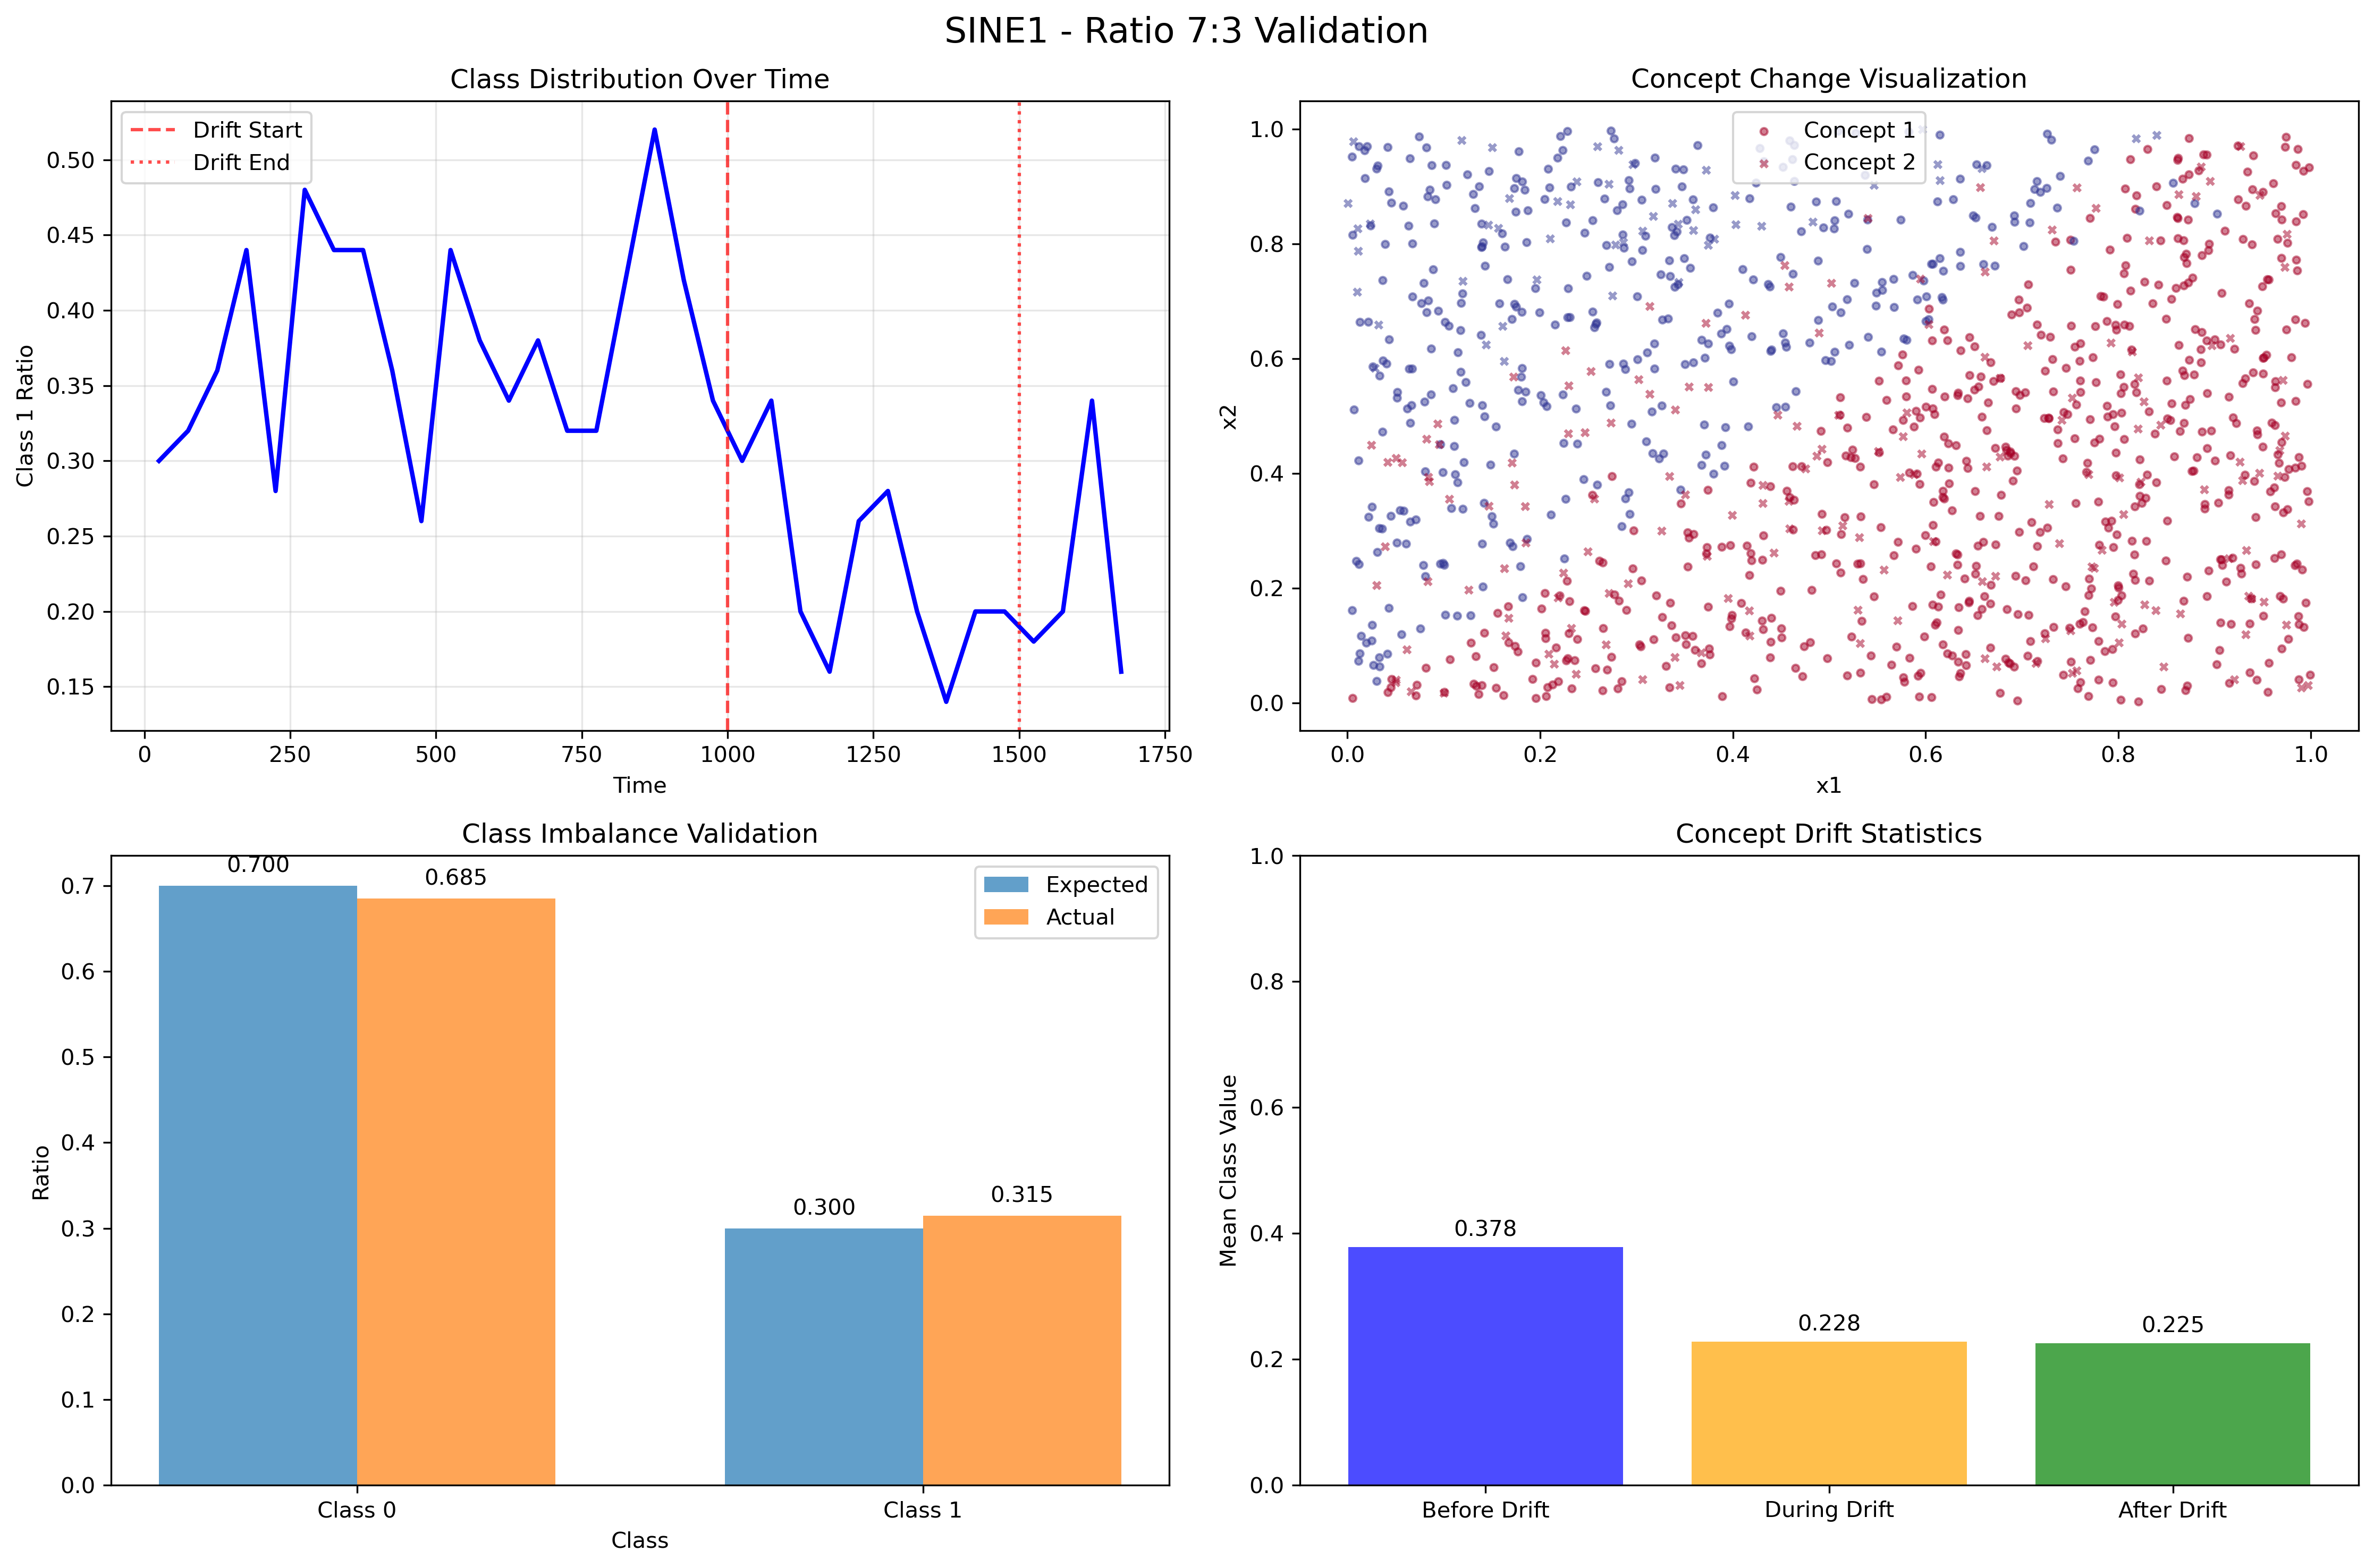 SINE1 - Ratio 7:3 Validation
Class Distribution Over Time
Drift Start
Drift End
0.50
0.45
0.40
0.35
0.30
0.25
0.20
0.15
Class 1 Ratio
0 250 500 750 1000 1250 1500 1750
Time
Concept Change Visualization
Concept 1
Concept 2
1.0
0.8
0.6
0.4
0.2
0.0
x2
0.0 0.2 0.4 0.6 0.8 1.0
x1
Class Imbalance Validation
Expected
Actual
0.700 0.685
0.300 0.315
0.7
0.6
0.5
0.4
0.3
0.2
0.1
0.0
Ratio
Class 0 Class 1
Class
Concept Drift Statistics
1.0
0.8
0.6
0.4
0.2
0.0
Mean Class Value
0.378
0.228
0.225
Before Drift During Drift After Drift